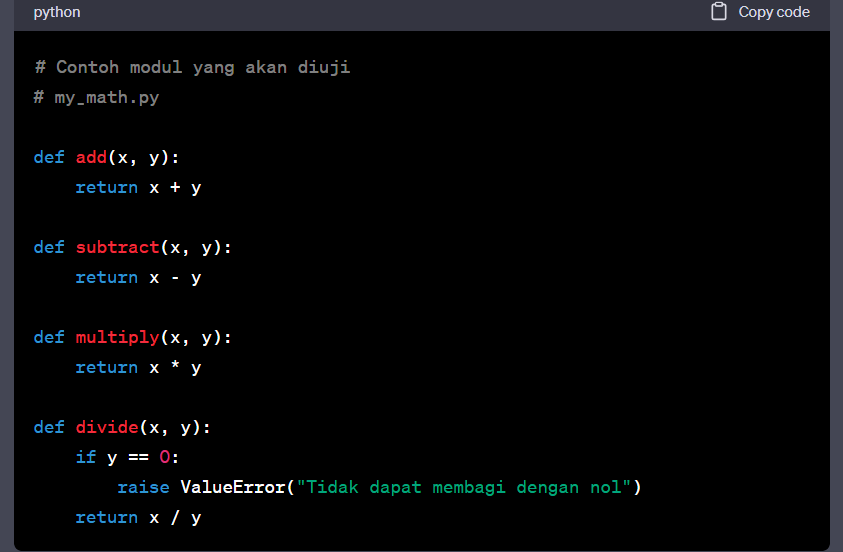 python
Copy code
# Contoh modul yang akan diuji
# my_math.py
def add(x, y):
    return x + y
def subtract(x, y):
    return x - y
def multiply(x, y):
    return x * y
def divide(x, y):
    if y == 0:
        raise ValueError("Tidak dapat membagi dengan nol")
    return x / y